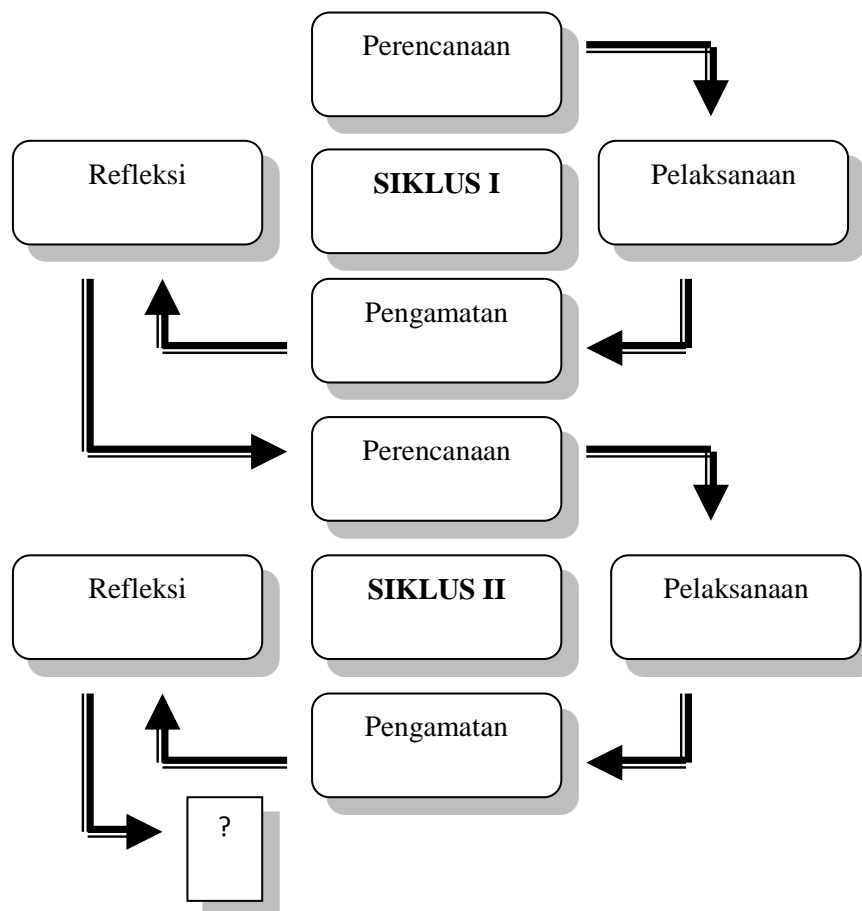 Perencanaan
Refleksi
SIKLUS I
Pelaksanaan
Pengamatan
Perencanaan
Refleksi
SIKLUS II
Pelaksanaan
Pengamatan
?